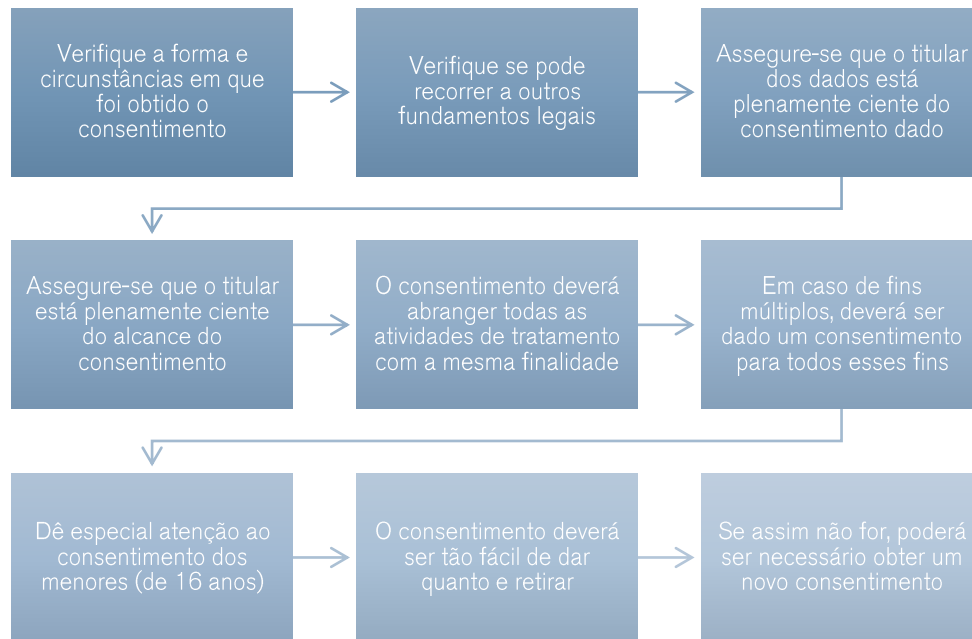 Verifique a forma e
circunstâncias em que
foi obtido o
consentimento
Verifique se pode
recorrer a outros
fundamentos legais
Assegure-se que o titular
dos dados está
plenamente ciente do
consentimento dado
Assegure-se que o titular
está plenamente ciente
do alcance do
consentimento
O consentimento deverá
abranger todas as
atividades de tratamento
com a mesma finalidade
Em caso de fins
múltiplos, deverá ser
dado um consentimento
para todos esses fins
Dê especial atenção ao
consentimento dos
menores (de 16 anos)
O consentimento deverá
ser tão fácil de dar
quanto e retirar
Se assim não for, poderá
ser necessário obter um
novo consentimento